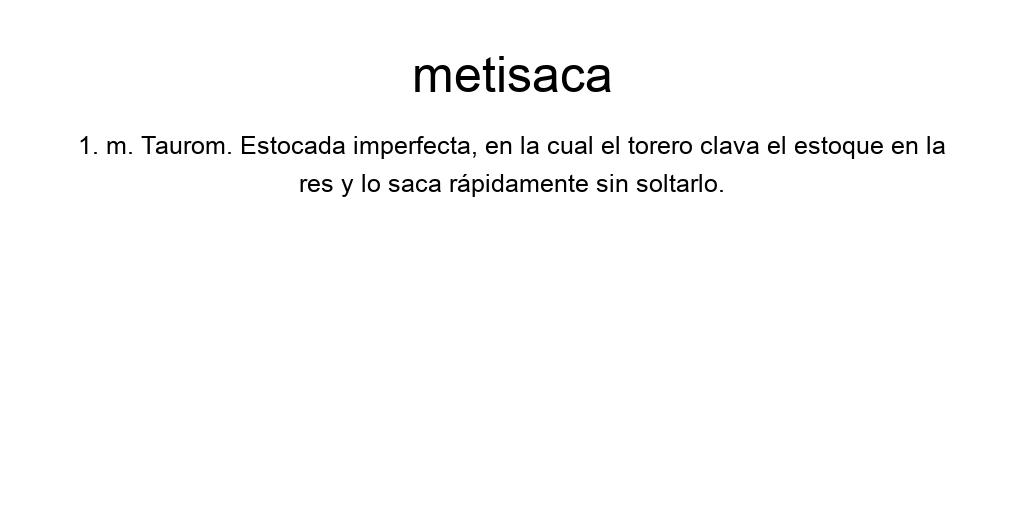 metisaca
1. m. Taurom. Estocada imperfecta, en la cual el torero clava el estoque en la
res y lo saca rápidamente sin soltarlo.